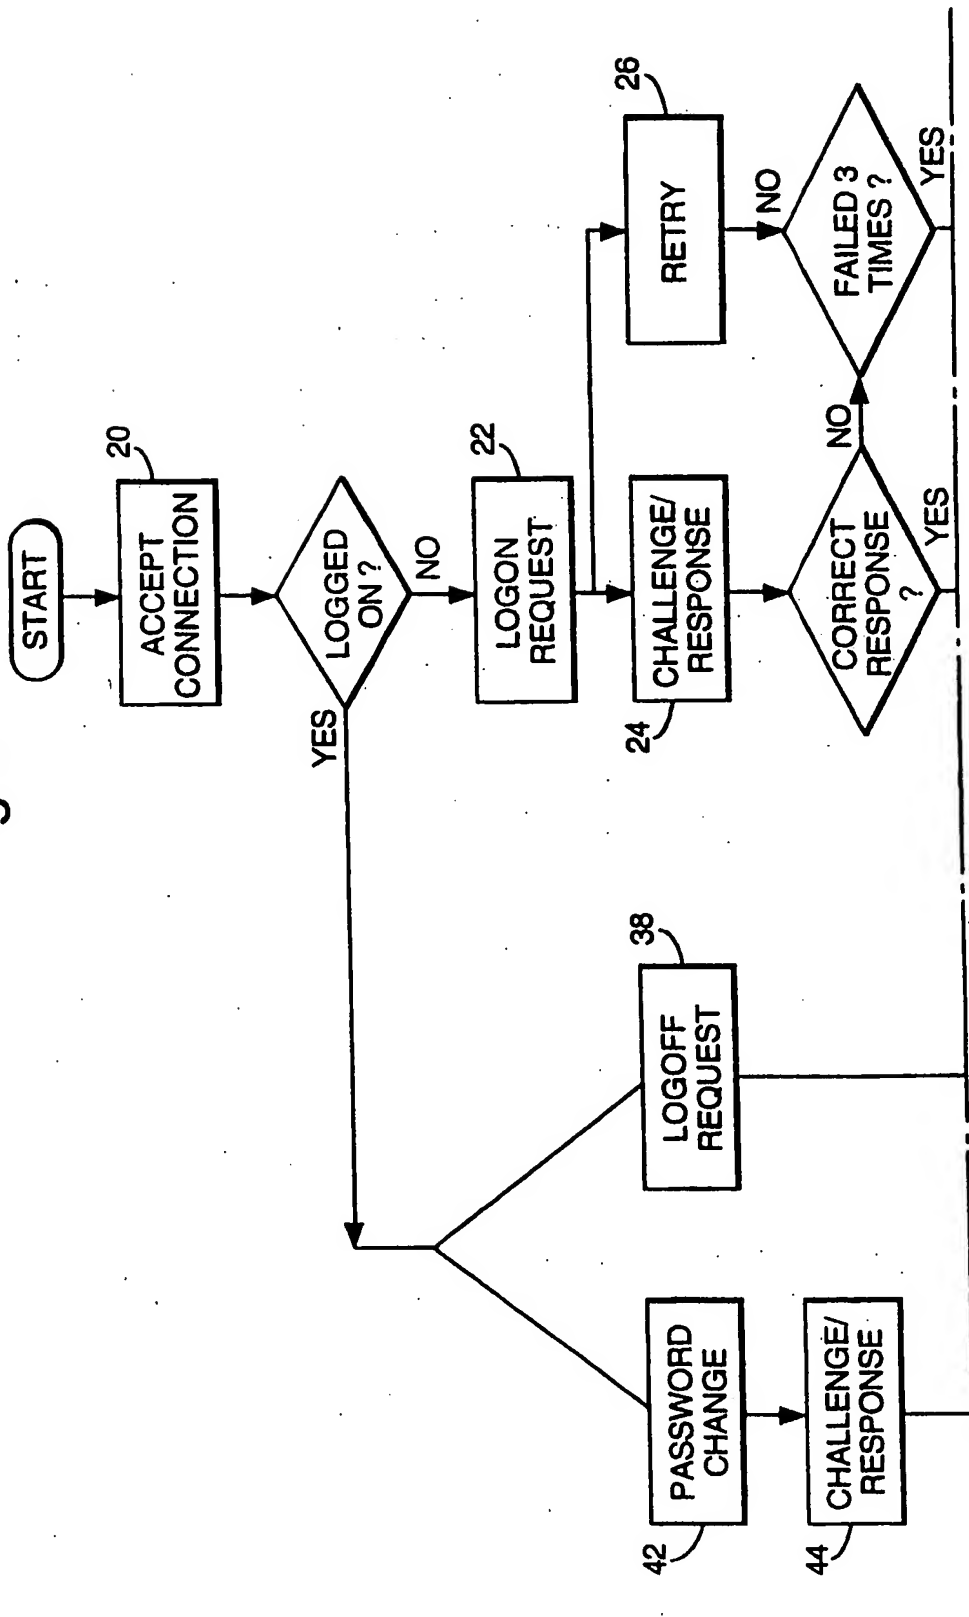 START
20
ACCEPT
CONNECTION
LOGGED
ON ?
YES
NO
22
LOGON
REQUEST
26
RETRY
24
CHALLENGE/
RESPONSE
NO
CORRECT
RESPONSE
?
NO
YES
FAILED 3
TIMES ?
YES
38
LOGOFF
REQUEST
42
PASSWORD
CHANGE
44
CHALLENGE/
RESPONSE